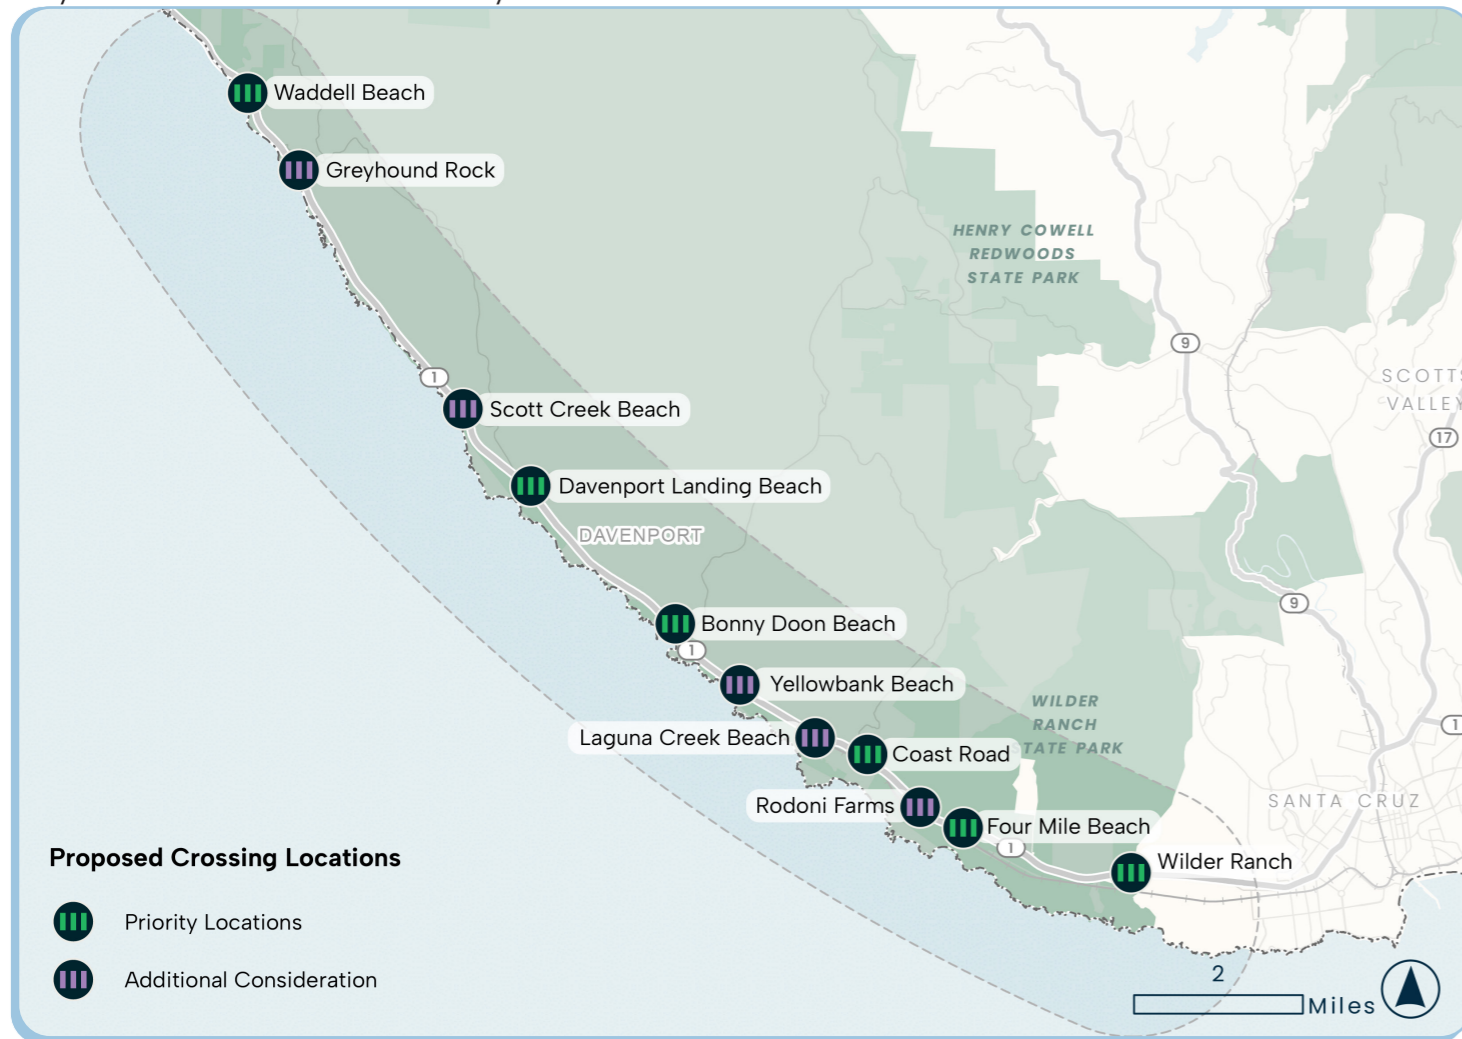 Waddell Beach
Greyhound Rock
HENRY COWELL
REDWOODS
STATE PARK
9
1
SCOTTS
VALLEY
Scott Creek Beach
17
Davenport Landing Beach
DAVENPORT
9
Bonny Doon Beach
1
Yellowbank Beach
WILDER
RANCH
STATE PARK
Laguna Creek Beach
Coast Road
1
SANTA CRUZ
Rodoni Farms
Four Mile Beach
1
Wilder Ranch
Proposed Crossing Locations
Priority Locations
Additional Consideration
2
Miles